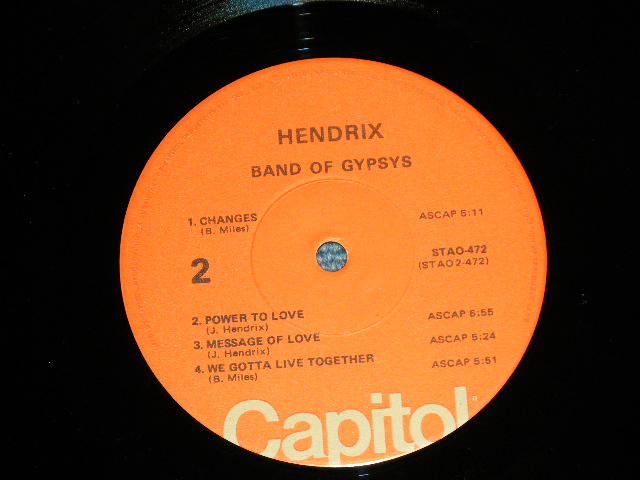 HENDRIX
BAND OF GYPSYS
1. CHANGES ASCAP 5:11
(B. Miles)
2
STAO-472
(STAO2-472)
2. POWER TO LOVE ASCAP 6:55
(J. Hendrix)
3. MESSAGE OF LOVE ASCAP 5:24
(J. Hendrix)
4. WE GOTTA LIVE TOGETHER ASCAP 5:51
(B. Miles)
Capitol